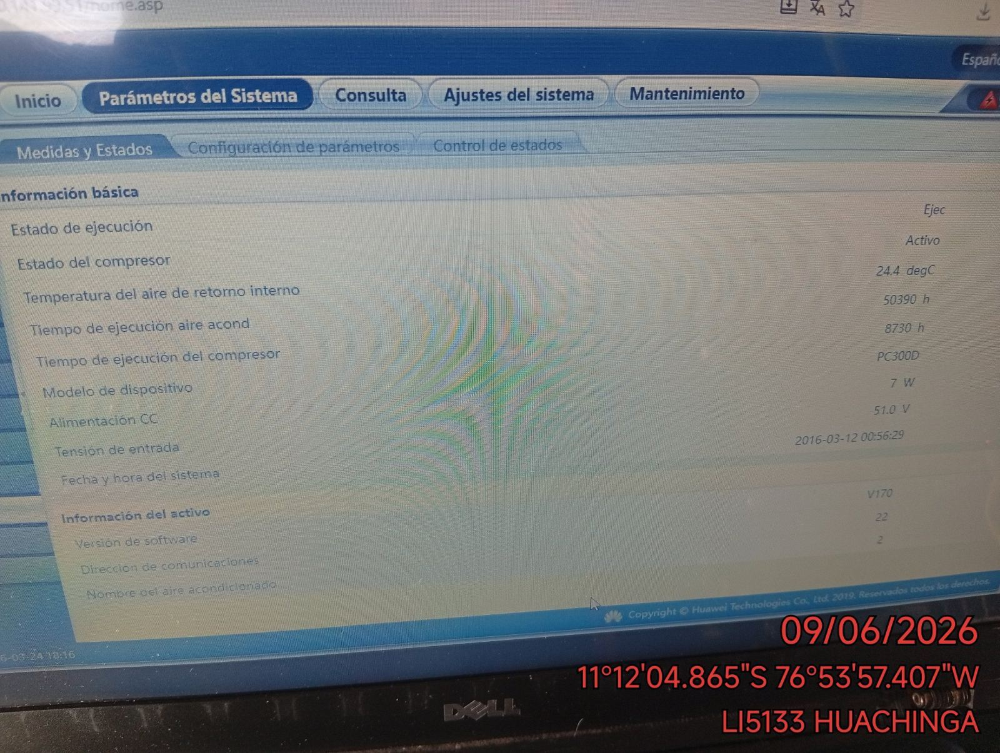 home.asp
Español
Inicio
Parámetros del Sistema
Consulta
Ajustes del sistema
Mantenimiento
Medidas y Estados
Configuración de parámetros
Control de estados
nformación básica
Estado de ejecución Ejec
Estado del compresor Activo
Temperatura del aire de retorno interno 24.4 degC
Tiempo de ejecución aire acond 50390 h
Tiempo de ejecución del compresor 8730 h
Modelo de dispositivo PC300D
Alimentación CC 7 W
Tensión de entrada 51.0 V
Fecha y hora del sistema 2016-03-12 00:56:29
Información del activo
Versión de software V170
Dirección de comunicaciones 22
Nombre del aire acondicionado 2
Copyright © Huawei Technologies Co., Ltd. 2019. Reservados todos los derechos.
6-03-24 18:16
DELL
09/06/2026
11°12'04.865"S 76°53'57.407"W
LI5133 HUACHINGA